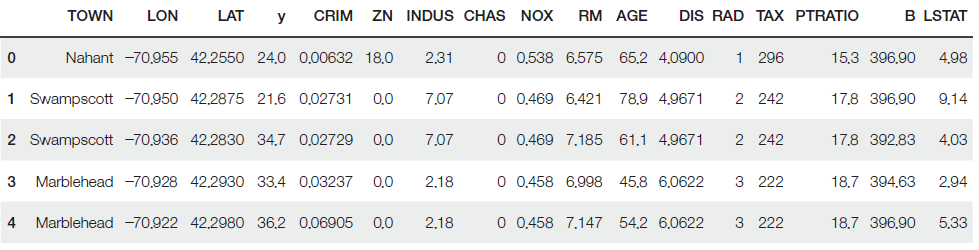 TOWN LON LAT y CRIM ZN INDUS CHAS NOX RM AGE DIS RAD TAX PTRATIO B LSTAT
0 Nahant −70.955 42.2550 24.0 0.00632 18.0 2.31 0 0.538 6.575 65.2 4.0900 1 296 15.3 396.90 4.98
1 Swampscott −70.950 42.2875 21.6 0.02731 0.0 7.07 0 0.469 6.421 78.9 4.9671 2 242 17.8 396.90 9.14
2 Swampscott −70.936 42.2830 34.7 0.02729 0.0 7.07 0 0.469 7.185 61.1 4.9671 2 242 17.8 392.83 4.03
3 Marblehead −70.928 42.2930 33.4 0.03237 0.0 2.18 0 0.458 6.998 45.8 6.0622 3 222 18.7 394.63 2.94
4 Marblehead −70.922 42.2980 36.2 0.06905 0.0 2.18 0 0.458 7.147 54.2 6.0622 3 222 18.7 396.90 5.33